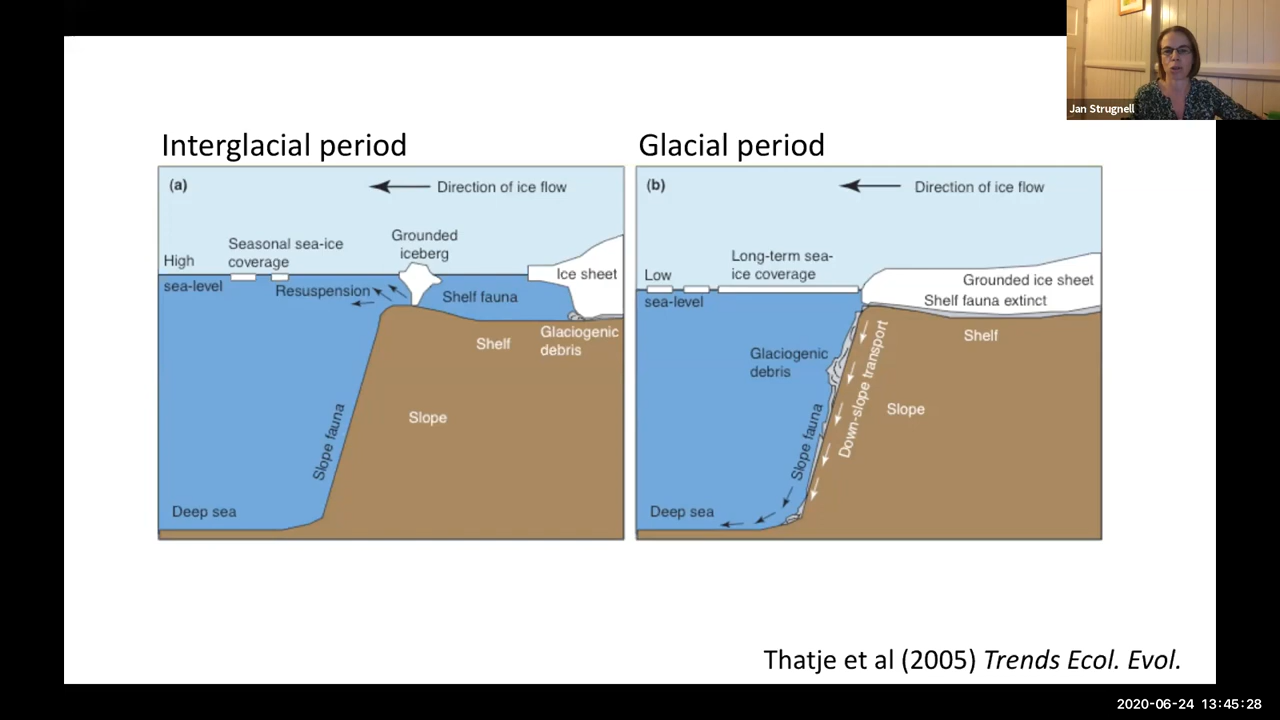 Jan Strugnell
Interglacial period
(a)
Direction of ice flow
Grounded
iceberg
Seasonal sea-ice
coverage
High
sea-level
Resuspension
Shelf fauna
Ice sheet
Glaciogenic
debris
Shelf
Slope
Slope fauna
Deep sea
Glacial period
(b)
Direction of ice flow
Long-term sea-
ice coverage
Low
sea-level
Grounded ice sheet
Shelf fauna extinct
Shelf
Glaciogenic
debris
Down-slope transport
Slope
Slope fauna
Deep sea
Thatje et al (2005) Trends Ecol. Evol.
2020-06-24 13:45:28